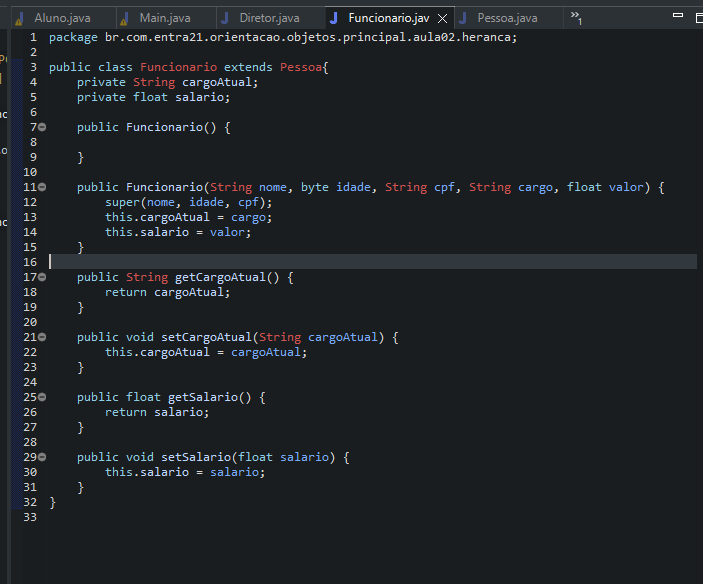 Aluno.java Main.java Diretor.java Funcionario.jav Pessoa.java 1
1 package br.com.entra21.orientacao.objetos.principal.aula02.heranca;
2
3 public class Funcionario extends Pessoa{
4 private String cargoAtual;
5 private float salario;
6
7 public Funcionario() {
8
9 }
10
11 public Funcionario(String nome, byte idade, String cpf, String cargo, float valor) {
12 super(nome, idade, cpf);
13 this.cargoAtual = cargo;
14 this.salario = valor;
15 }
16
17 public String getCargoAtual() {
18 return cargoAtual;
19 }
20
21 public void setCargoAtual(String cargoAtual) {
22 this.cargoAtual = cargoAtual;
23 }
24
25 public float getSalario() {
26 return salario;
27 }
28
29 public void setSalario(float salario) {
30 this.salario = salario;
31 }
32 }
33